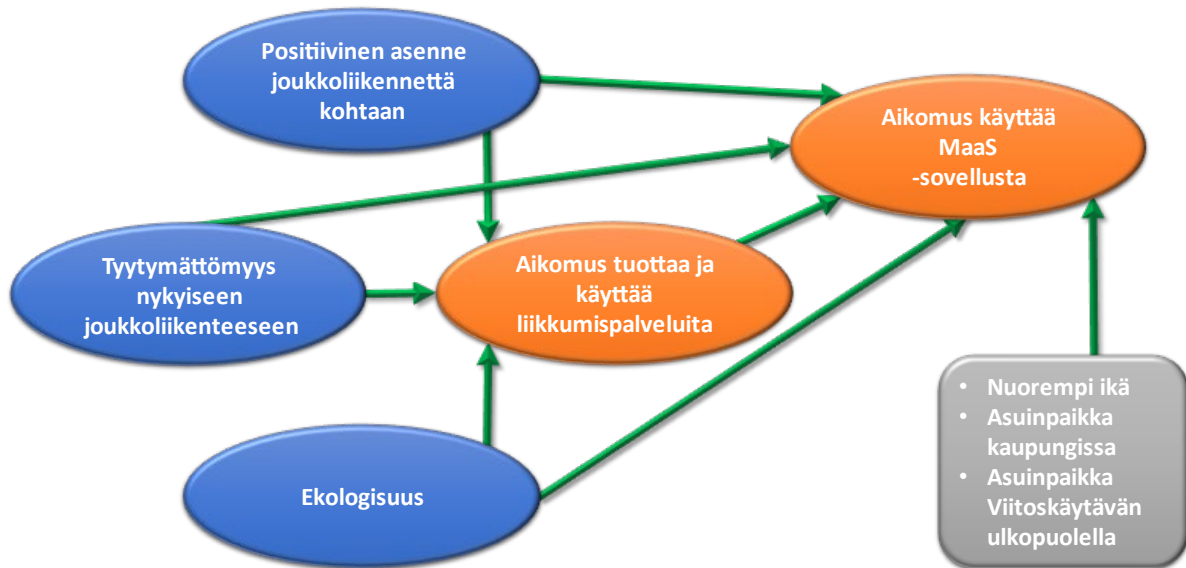 Positiivinen asenne
joukkoliikennettä
kohtaan
Aikomus käyttää
MaaS
-sovellusta
Tyytymättömyys
nykyiseen
joukkoliikenteeseen
Aikomus tuottaa ja
käyttää
liikkumispalveluita
Ekologisuus
• Nuorempi ikä
• Asuinpaikka
kaupungissa
• Asuinpaikka
Viitoskäytävän
ulkopuolella